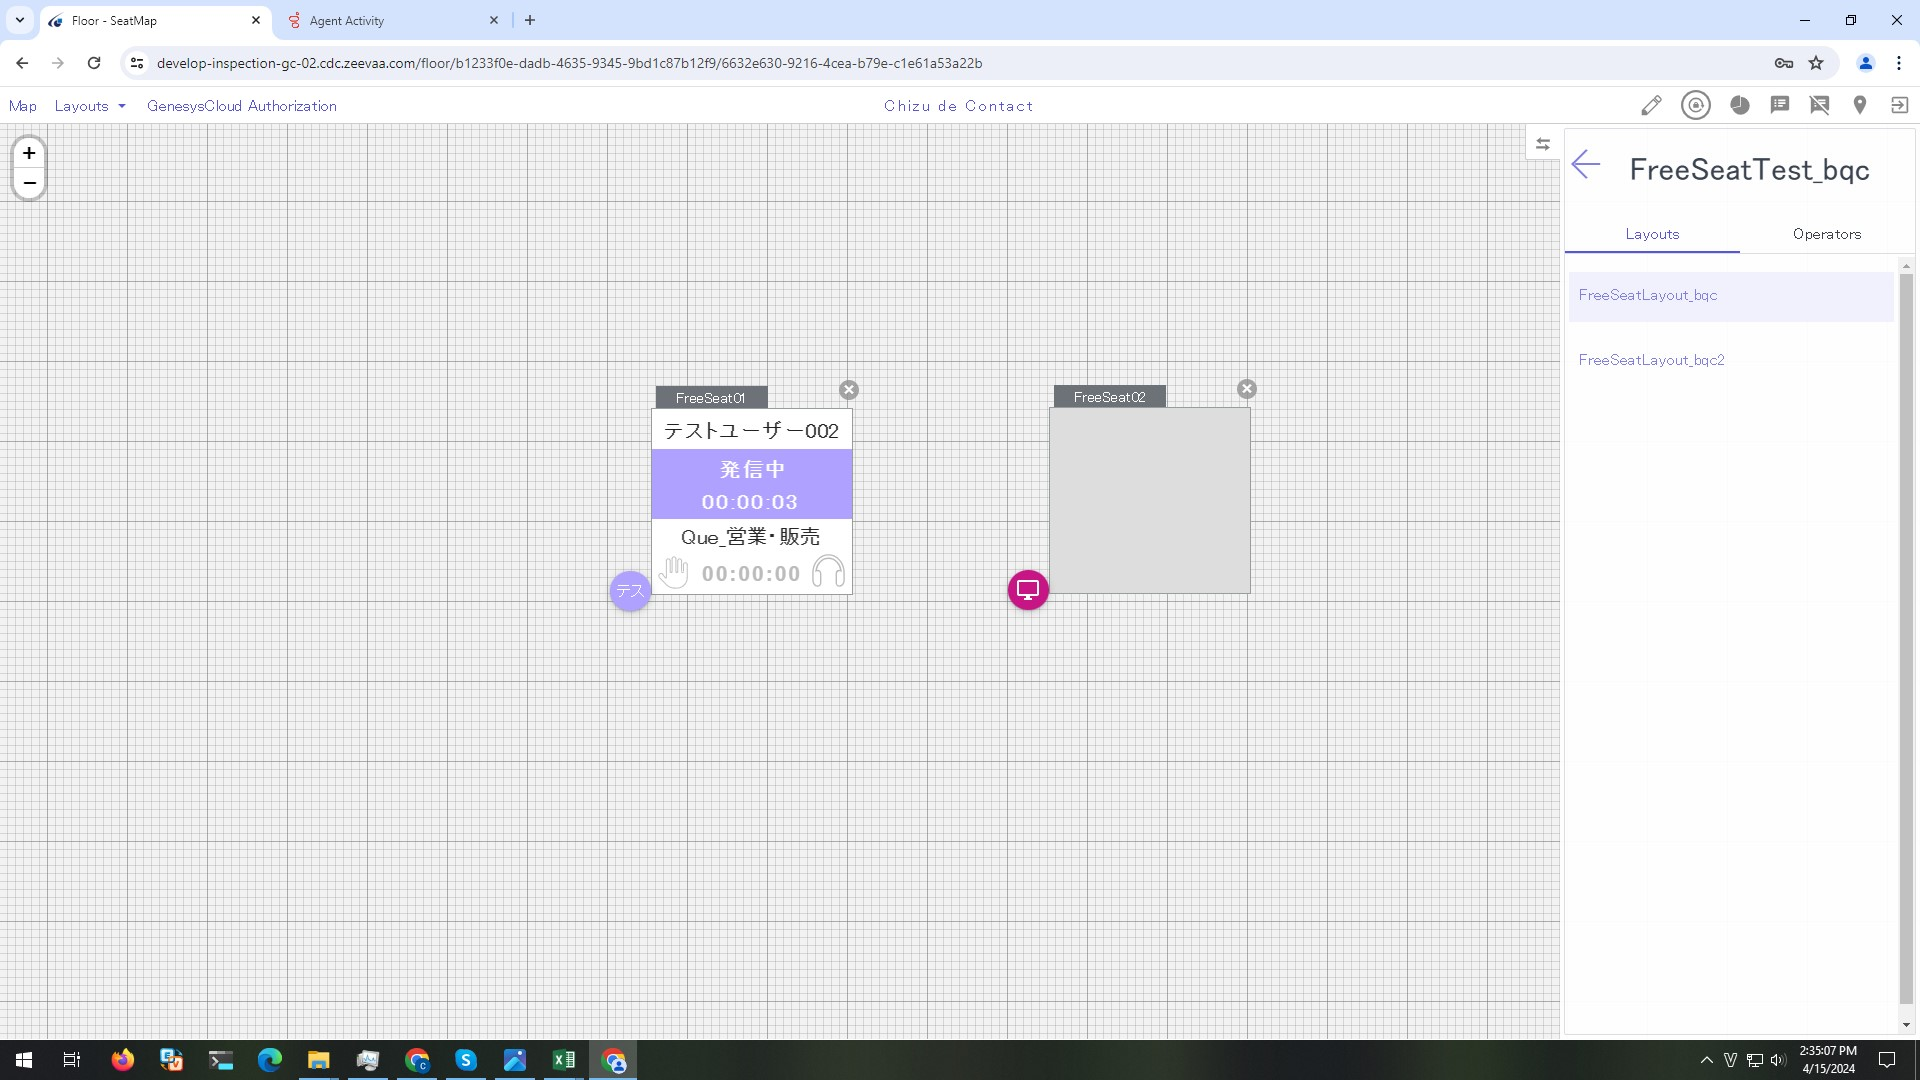 Floor - SeatMap
Agent Activity
develop-inspection-gc-02.cdc.zeevaa.com/floor/b1233f0e-dadb-4635-9345-9bd1c87b12f9/6632e630-9216-4cea-b79e-c1e61a53a22b
Map Layouts GenesysCloud Authorization Chizu de Contact
+
−
FreeSeatTest_bqc
Layouts Operators
FreeSeatLayout_bqc
FreeSeatLayout_bqc2
FreeSeat01
テストユーザー002
発信中
00:00:03
Que_営業・販売
00:00:00
テス
FreeSeat02
2:35:07 PM
4/15/2024